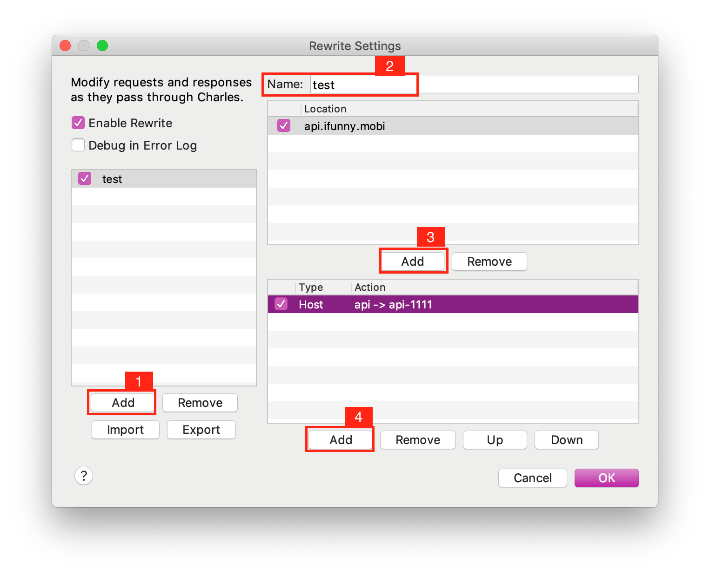 Rewrite Settings
Modify requests and responses
as they pass through Charles.
Enable Rewrite
Debug in Error Log
test
1
Add
Remove
Import
Export
?
2
Name: test
Location
api.ifunny.mobi
3
Add
Remove
Type Action
Host api -> api-1111
4
Add
Remove
Up
Down
Cancel
OK